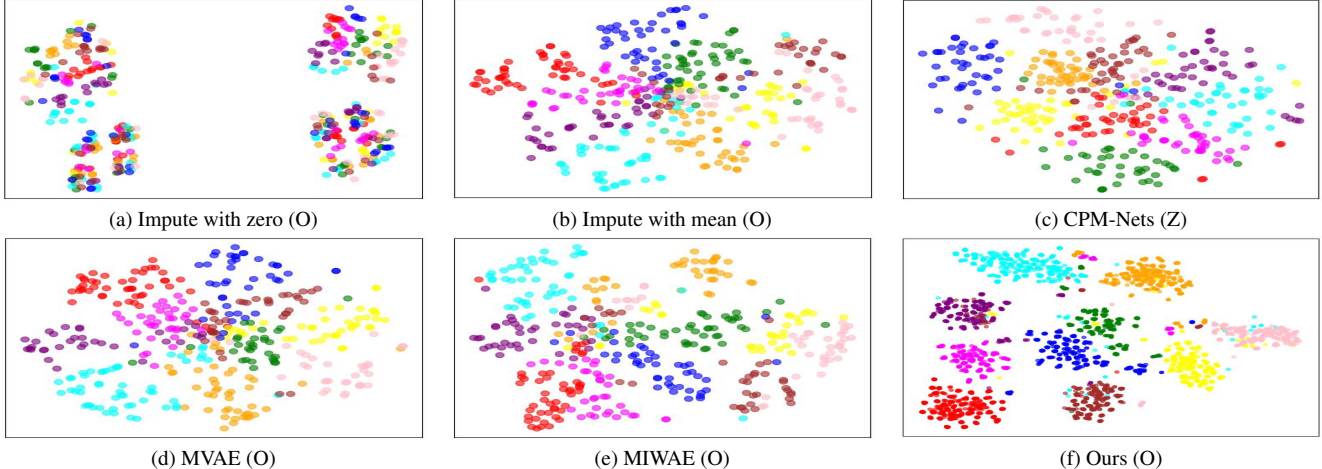 (a) Impute with zero (O)
(b) Impute with mean (O)
(c) CPM-Nets (Z)
(d) MVAE (O)
(e) MIWAE (O)
(f) Ours (O)